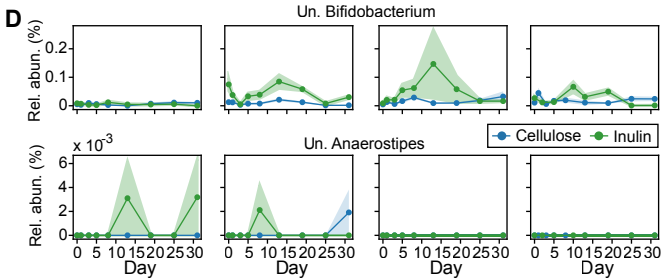 D
Un. Bifidobacterium
Rel. abun. (%)
0.2
0.1
0
Cellulose Inulin
Un. Anaerostipes
x 10-3
Rel. abun. (%)
6
4
2
0
0 5 10 15 20 25 30 0 5 10 15 20 25 30 0 5 10 15 20 25 30 0 5 10 15 20 25 30
Day Day Day Day